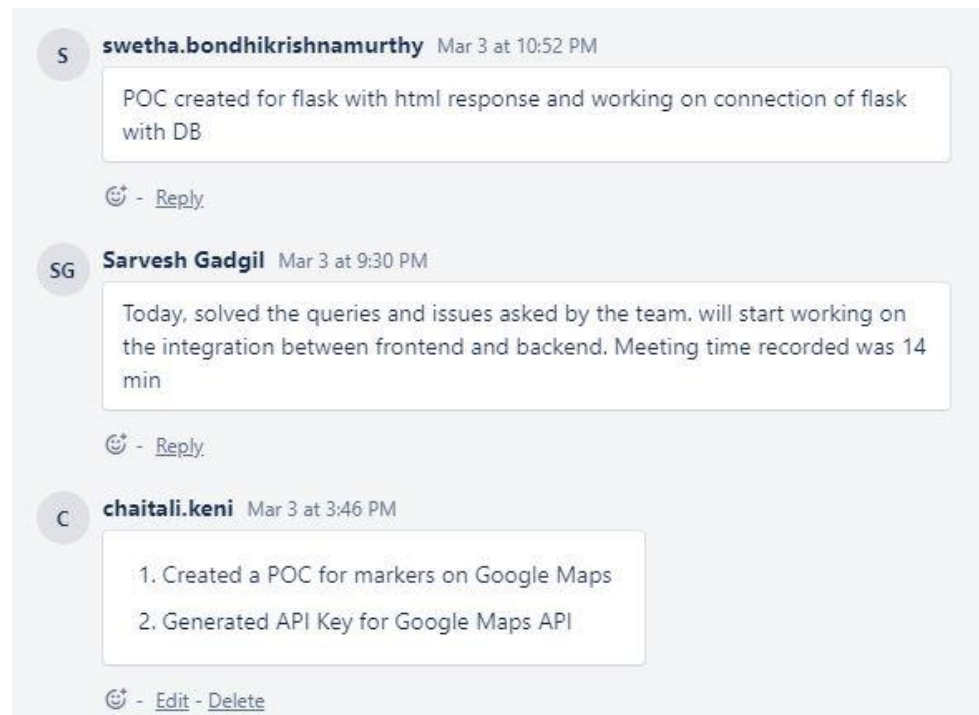 S
swetha.bondhikrishnamurthy Mar 3 at 10:52 PM
POC created for flask with html response and working on connection of flask
with DB
- Reply
SG
Sarvesh Gadgil Mar 3 at 9:30 PM
Today, solved the queries and issues asked by the team. will start working on
the integration between frontend and backend. Meeting time recorded was 14
min
- Reply
C
chaitali.keni Mar 3 at 3:46 PM
1. Created a POC for markers on Google Maps
2. Generated API Key for Google Maps API
- Edit - Delete